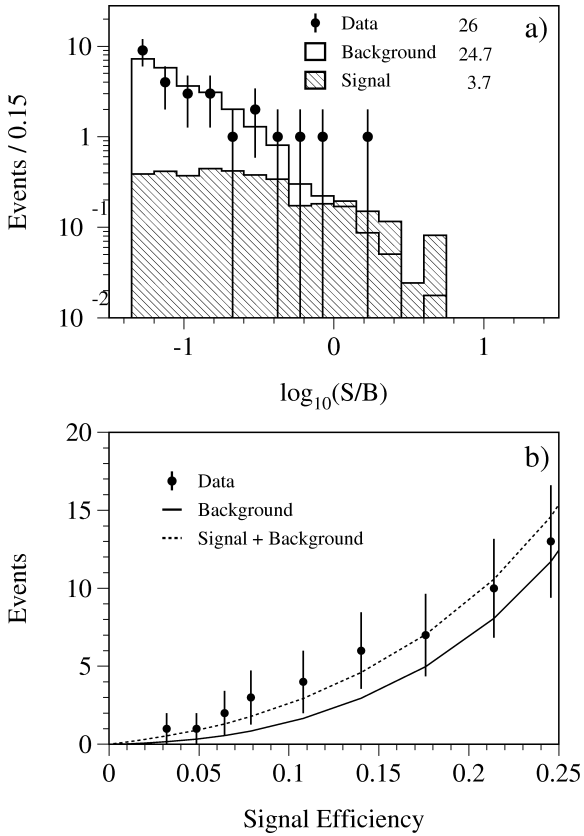 a)
Data 26
Background 24.7
Signal 3.7
Events / 0.15
10
1
10 -1
10 -2
-1 0 1
log10(S/B)
b)
Data
Background
Signal + Background
Events
20
15
10
5
0
0 0.05 0.1 0.15 0.2 0.25
Signal Efficiency